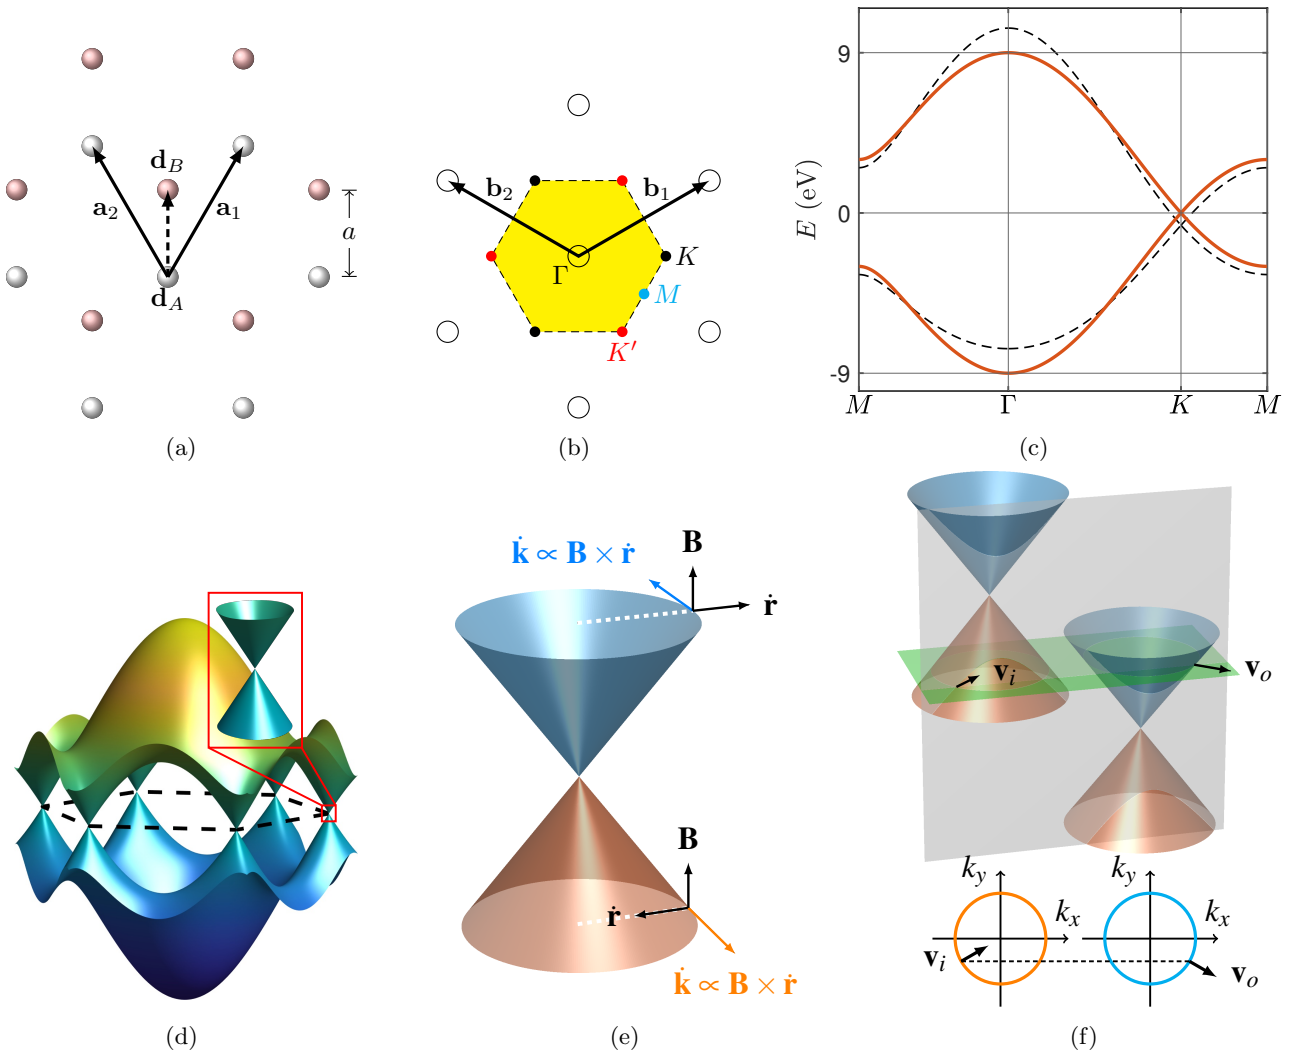 d_B
a_2
a_1
a
d_A
(a)
b_2
b_1
Γ
K
M
K′
(b)
E (eV)
9
0
-9
M Γ K M
(c)
(d)
k̇ ∝ B × ṙ
B
ṙ
B
ṙ
k̇ ∝ B × ṙ
(e)
v_i
v_o
k_y
k_x
v_i
k_y
k_x
v_o
(f)